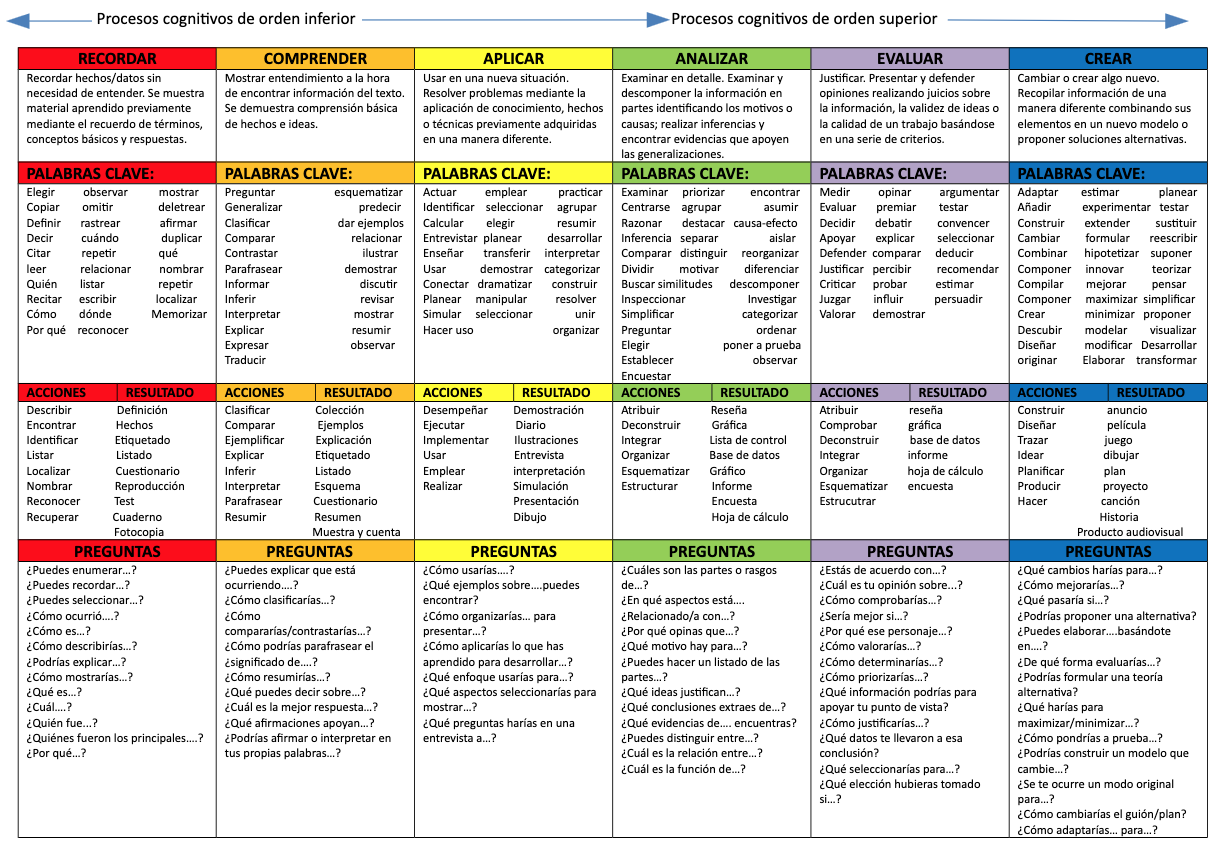 Procesos cognitivos de orden inferior
Procesos cognitivos de orden superior
RECORDAR
Recordar hechos/datos sin
necesidad de entender. Se muestra
material aprendido previamente
mediante el recuerdo de términos,
conceptos básicos y respuestas.
PALABRAS CLAVE:
Elegir observar mostrar
Copiar omitir deletrear
Definir rastrear afirmar
Decir cuándo duplicar
Citar repetir qué
leer relacionar nombrar
Quién listar repetir
Recitar escribir localizar
Cómo dónde Memorizar
Por qué reconocer
ACCIONES RESULTADO
Describir Definición
Encontrar Hechos
Identificar Etiquetado
Listar Listado
Localizar Cuestionario
Nombrar Reproducción
Reconocer Test
Recuperar Cuaderno
Fotocopia
PREGUNTAS
¿Puedes enumerar...?
¿Puedes recordar...?
¿Puedes seleccionar...?
¿Cómo ocurrió....?
¿Cómo es...?
¿Cómo describirías...?
¿Podrías explicar...?
¿Cómo mostrarías...?
¿Qué es...?
¿Cuál....?
¿Quién fue...?
¿Quiénes fueron los principales....?
¿Por qué...?
COMPRENDER
Mostrar entendimiento a la hora
de encontrar información del texto.
Se demuestra comprensión básica
de hechos e ideas.
PALABRAS CLAVE:
Preguntar esquematizar
Generalizar predecir
Clasificar dar ejemplos
Comparar relacionar
Contrastar ilustrar
Parafrasear demostrar
Informar discutir
Inferir revisar
Interpretar mostrar
Explicar resumir
Expresar observar
Traducir
ACCIONES RESULTADO
Clasificar Colección
Comparar Ejemplos
Ejemplificar Explicación
Explicar Etiquetado
Inferir Listado
Interpretar Esquema
Parafrasear Cuestionario
Resumir Resumen
Muestra y cuenta
PREGUNTAS
¿Puedes explicar que está
ocurriendo....?
¿Cómo clasificarías...?
¿Cómo
compararías/contrastarías...?
¿Cómo podrías parafrasear el
significado de....?
¿Cómo resumirías...?
¿Qué puedes decir sobre...?
¿Cuál es la mejor respuesta...?
¿Qué afirmaciones apoyan...?
¿Podrías afirmar o interpretar en
tus propias palabras...?
APLICAR
Usar en una nueva situación.
Resolver problemas mediante la
aplicación de conocimiento, hechos
o técnicas previamente adquiridas
en una manera diferente.
PALABRAS CLAVE:
Actuar emplear practicar
Identificar seleccionar agrupar
Calcular elegir resumir
Entrevistar planear desarrollar
Enseñar transferir interpretar
Usar demostrar categorizar
Conectar dramatizar construir
Planear manipular resolver
Simular seleccionar unir
Hacer uso organizar
ACCIONES RESULTADO
Desempeñar Demostración
Ejecutar Diario
Implementar Ilustraciones
Usar Entrevista
Emplear interpretación
Realizar Simulación
Presentación
Dibujo
PREGUNTAS
¿Cómo usarías....?
¿Qué ejemplos sobre....puedes
encontrar?
¿Cómo organizarías... para
presentar...?
¿Cómo aplicarías lo que has
aprendido para desarrollar...?
¿Qué enfoque usarías para...?
¿Qué aspectos seleccionarías para
mostrar...?
¿Qué preguntas harías en una
entrevista a...?
ANALIZAR
Examinar en detalle. Examinar y
descomponer la información en
partes identificando los motivos o
causas; realizar inferencias y
encontrar evidencias que apoyen
las generalizaciones.
PALABRAS CLAVE:
Examinar priorizar encontrar
Centrarse agrupar asumir
Razonar destacar causa-efecto
Inferencia separar aislar
Comparar distinguir reorganizar
Dividir motivar diferenciar
Buscar similitudes descomponer
Inspeccionar Investigar
Simplificar categorizar
Preguntar ordenar
Elegir poner a prueba
Establecer observar
Encuestar
ACCIONES RESULTADO
Atribuir Reseña
Deconstruir Gráfica
Integrar Lista de control
Organizar Base de datos
Esquematizar Gráfico
Estructurar Informe
Encuesta
Hoja de cálculo
PREGUNTAS
¿Cuáles son las partes o rasgos
de...?
¿En qué aspectos está....
¿Relacionado/a con...?
¿Por qué opinas que...?
¿Qué motivo hay para...?
¿Puedes hacer un listado de las
partes...?
¿Qué ideas justifican...?
¿Qué conclusiones extraes de...?
¿Qué evidencias de.... encuentras?
¿Puedes distinguir entre...?
¿Cuál es la relación entre...?
¿Cuál es la función de...?
EVALUAR
Justificar. Presentar y defender
opiniones realizando juicios sobre
la información, la validez de ideas o
la calidad de un trabajo basándose
en una serie de criterios.
PALABRAS CLAVE:
Medir opinar argumentar
Evaluar premiar testar
Decidir debatir convencer
Apoyar explicar seleccionar
Defender comparar deducir
Justificar percibir recomendar
Criticar probar estimar
Juzgar influir persuadir
Valorar demostrar
ACCIONES RESULTADO
Atribuir reseña
Comprobar gráfica
Deconstruir base de datos
Integrar informe
Organizar hoja de cálculo
Esquematizar encuesta
Estrucutrar
PREGUNTAS
¿Estás de acuerdo con...?
¿Cuál es tu opinión sobre...?
¿Cómo comprobarías...?
¿Sería mejor si...?
¿Por qué ese personaje...?
¿Cómo valorarías...?
¿Cómo determinarías...?
¿Cómo priorizarías...?
¿Qué información podrías para
apoyar tu punto de vista?
¿Cómo justificarías...?
¿Qué datos te llevaron a esa
conclusión?
¿Qué seleccionarías para...?
¿Qué elección hubieras tomado
si...?
CREAR
Cambiar o crear algo nuevo.
Recopilar información de una
manera diferente combinando sus
elementos en un nuevo modelo o
proponer soluciones alternativas.
PALABRAS CLAVE:
Adaptar estimar planear
Añadir experimentar testar
Construir extender sustituir
Cambiar formular reescribir
Combinar hipotetizar suponer
Componer innovar teorizar
Compilar mejorar pensar
Componer maximizar simplificar
Crear minimizar proponer
Descubir modelar visualizar
Diseñar modificar Desarrollar
originar Elaborar transformar
ACCIONES RESULTADO
Construir anuncio
Diseñar película
Trazar juego
Idear dibujar
Planificar plan
Producir proyecto
Hacer canción
Historia
Producto audiovisual
PREGUNTAS
¿Qué cambios harías para...?
¿Cómo mejorarías...?
¿Qué pasaría si...?
¿Podrías proponer una alternativa?
¿Puedes elaborar....basándote
en....?
¿De qué forma evaluarías...?
¿Podrías formular una teoría
alternativa?
¿Qué harías para
maximizar/minimizar...?
¿Cómo pondrías a prueba...?
¿Podrías construir un modelo que
cambie...?
¿Se te ocurre un modo original
para...?
¿Cómo cambiarías el guión/plan?
¿Cómo adaptarías... para...?